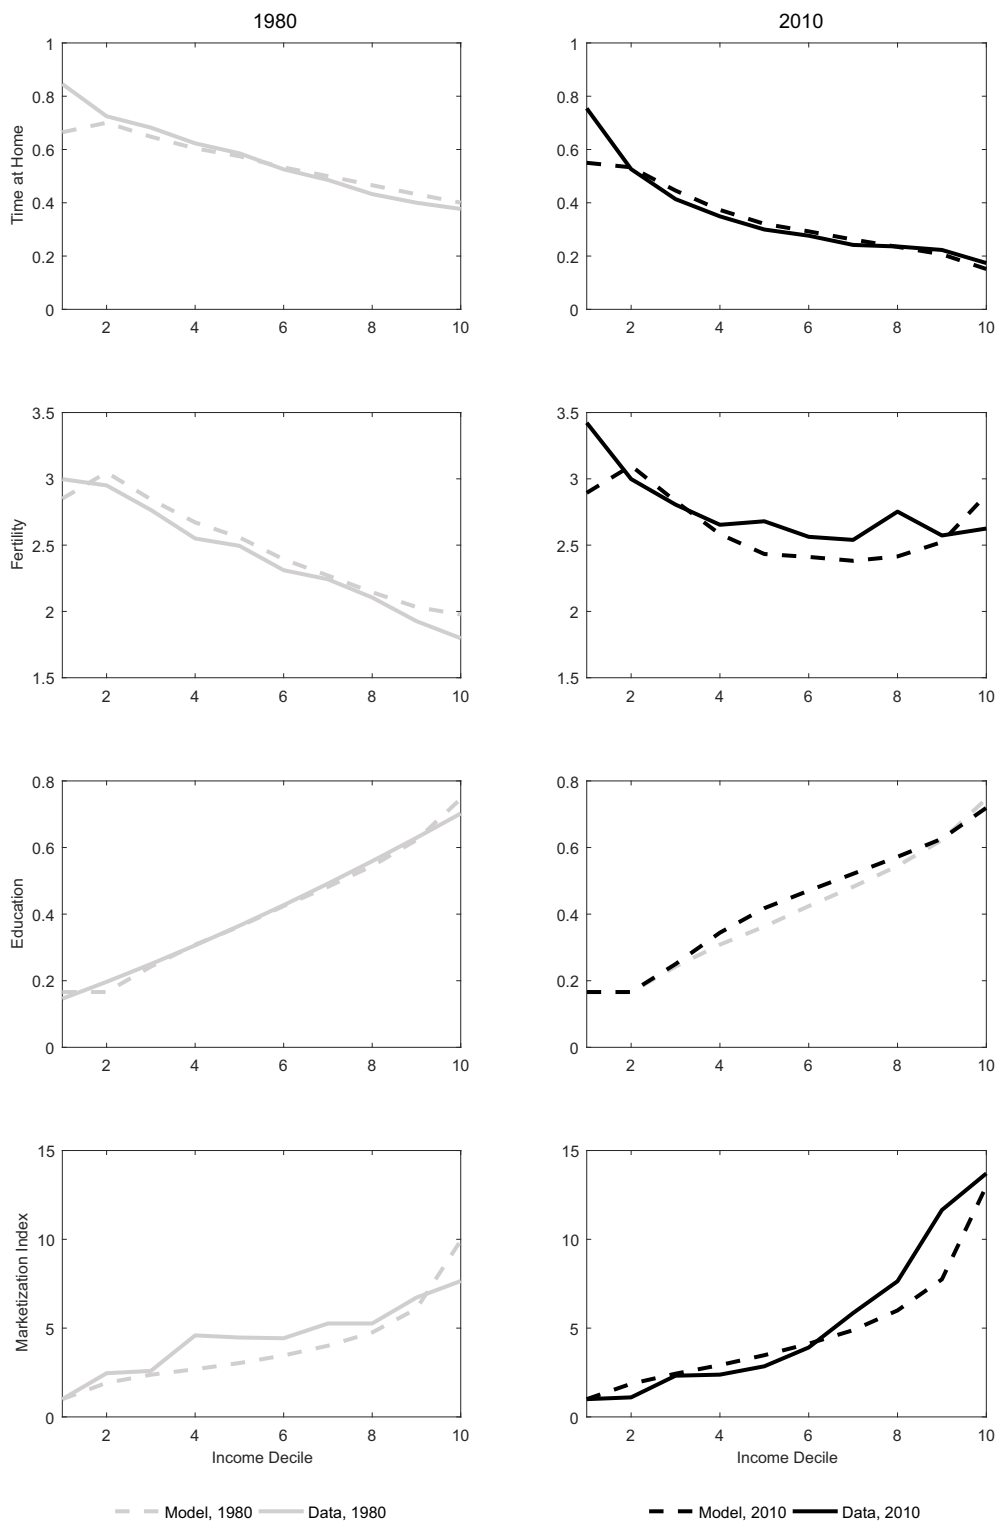 1980
2010
1
0.8
0.6
0.4
0.2
0
Time at Home
2 4 6 8 10
1
0.8
0.6
0.4
0.2
0
2 4 6 8 10
3.5
3
2.5
2
1.5
Fertility
2 4 6 8 10
3.5
3
2.5
2
1.5
2 4 6 8 10
0.8
0.6
0.4
0.2
0
Education
2 4 6 8 10
0.8
0.6
0.4
0.2
0
2 4 6 8 10
15
10
5
0
Marketization Index
2 4 6 8 10
Income Decile
15
10
5
0
2 4 6 8 10
Income Decile
Model, 1980 Data, 1980
Model, 2010 Data, 2010